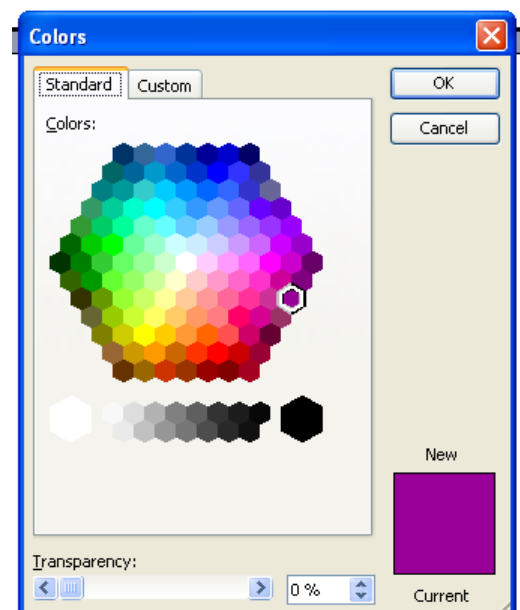 Colors
Standard Custom
OK
Colors:
Cancel
New
Transparency:
0 %
Current